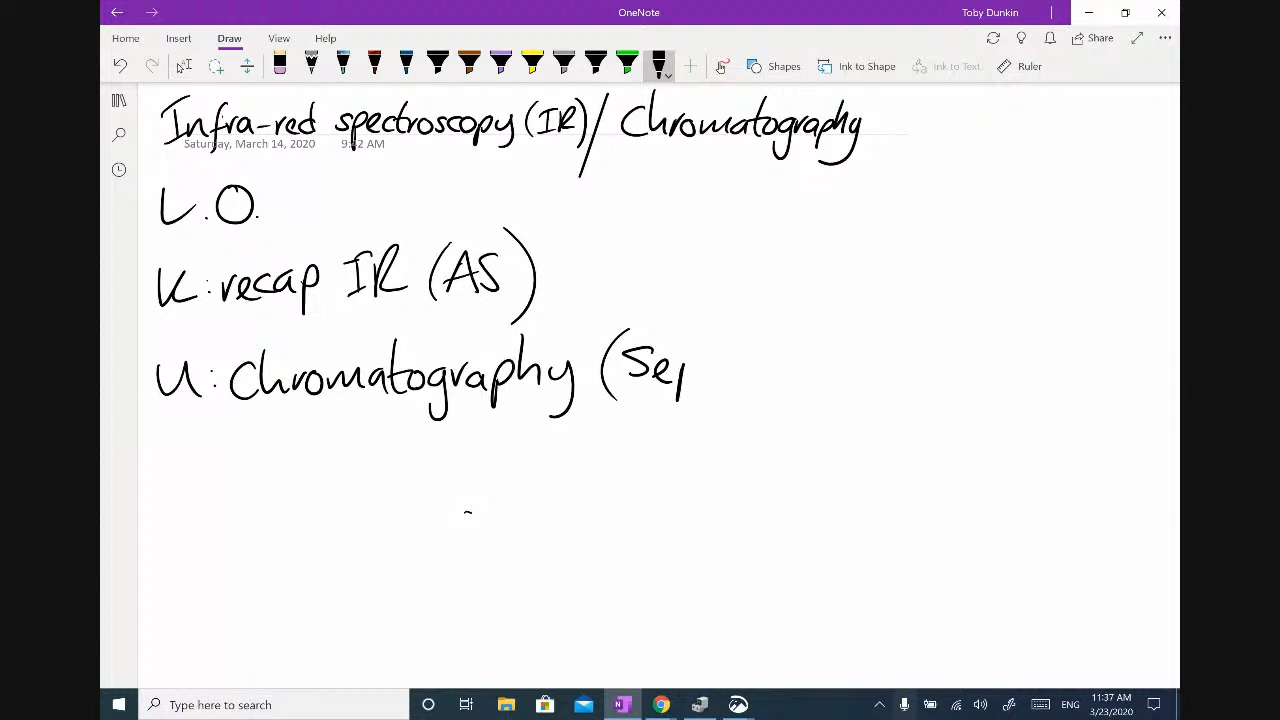 OneNote
Toby Dunkin
Home Insert Draw View Help
Share
Shapes Ink to Shape Ink to Text Ruler
Infra-red spectroscopy (IR) / Chromatography
Saturday, March 14, 2020
L.O.
K: recap IR (AS)
U: Chromatography (Sep
Type here to search
ENG
11:37 AM
3/23/2020